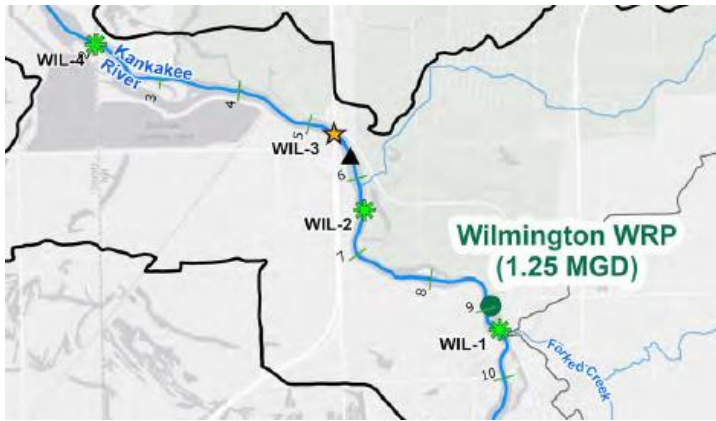 WIL-4
Kankakee
River
3
4
5
WIL-3
6
WIL-2
7
Wilmington WRP
(1.25 MGD)
8
9
WIL-1
Forked Creek
10